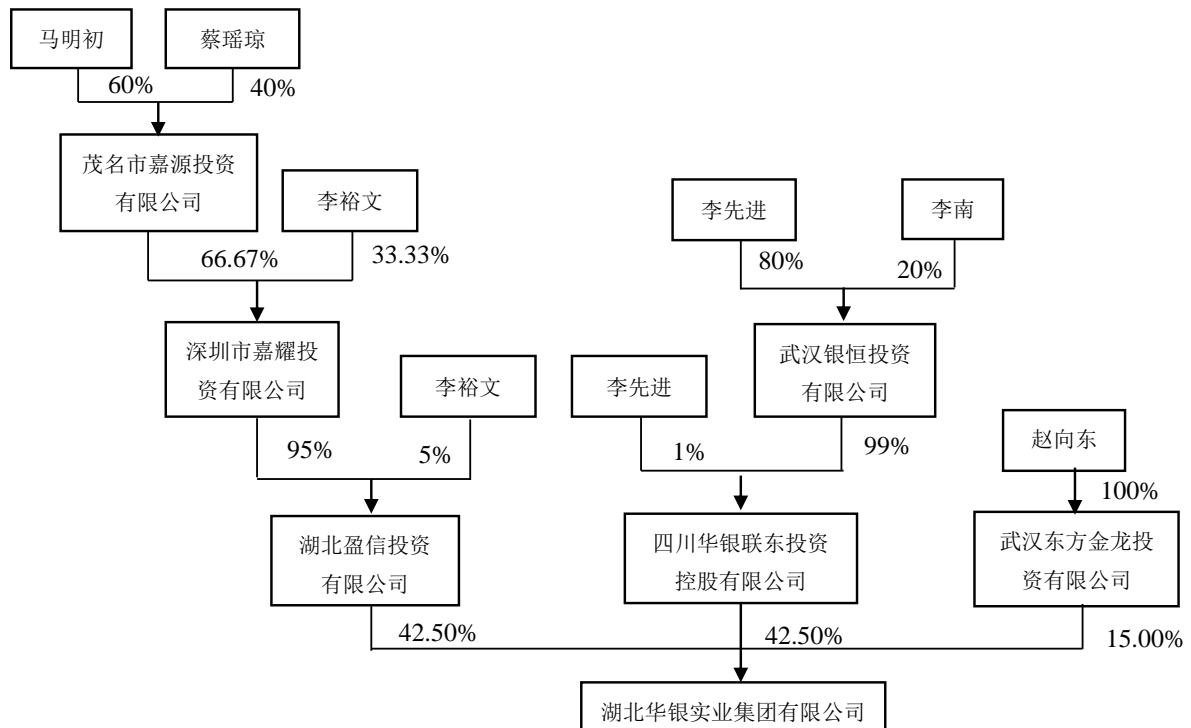 马明初
蔡瑶琼
60%
40%
茂名市嘉源投资
有限公司
李裕文
李先进
李南
66.67%
33.33%
80%
20%
深圳市嘉耀投
资有限公司
李裕文
李先进
武汉银恒投资
有限公司
赵向东
95%
5%
1%
99%
100%
湖北盈信投资
有限公司
四川华银联东投资
控股有限公司
武汉东方金龙投
资有限公司
42.50%
42.50%
15.00%
湖北华银实业集团有限公司